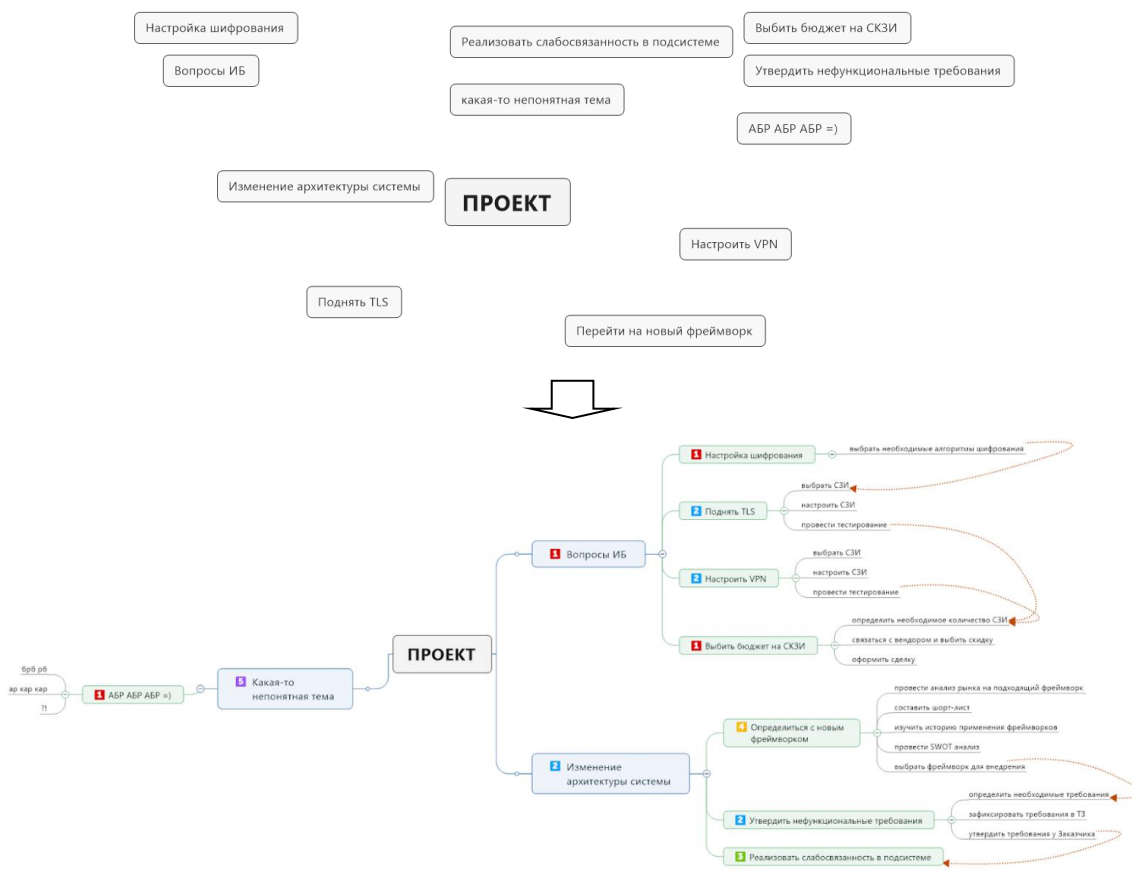 Настройка шифрования
Вопросы ИБ
Реализовать слабосвязанность в подсистеме
какая-то непонятная тема
Выбить бюджет на СКЗИ
Утвердить нефункциональные требования
АБР АБР АБР =)
Изменение архитектуры системы
ПРОЕКТ
Настроить VPN
Поднять TLS
Перейти на новый фреймворк
1 Настройка шифрования
выбрать необходимые алгоритмы шифрования
2 Поднять TLS
выбрать СЗИ
настроить СЗИ
провести тестирование
1 Вопросы ИБ
2 Настроить VPN
выбрать СЗИ
настроить СЗИ
провести тестирование
1 Выбить бюджет на СКЗИ
определить необходимое количество СЗИ
связаться с вендором и выбить скидку
оформить сделку
ПРОЕКТ
5 Какая-то
непонятная тема
1 АБР АБР АБР =)
брб рб
ар кар кар
?!
2 Изменение
архитектуры системы
4 Определиться с новым
фреймворком
провести анализ рынка на подходящий фреймворк
составить шорт-лист
изучить историю применения фреймворков
провести SWOT анализ
выбрать фреймворк для внедрения
2 Утвердить нефункциональные требования
определить необходимые требования
зафиксировать требования в ТЗ
утвердить требования у Заказчика
3 Реализовать слабосвязанность в подсистеме